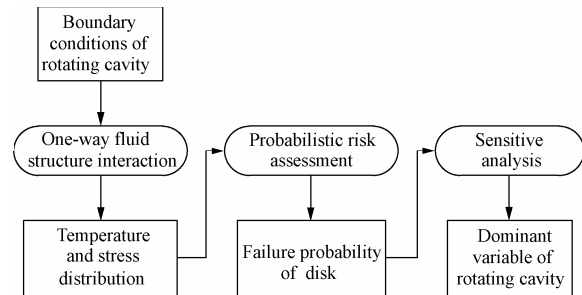 Boundary
conditions of
rotating cavity
One-way fluid
structure interaction
Temperature
and stress
distribution
Probabilistic risk
assessment
Failure probability
of disk
Sensitive
analysis
Dominant
variable of
rotating cavity